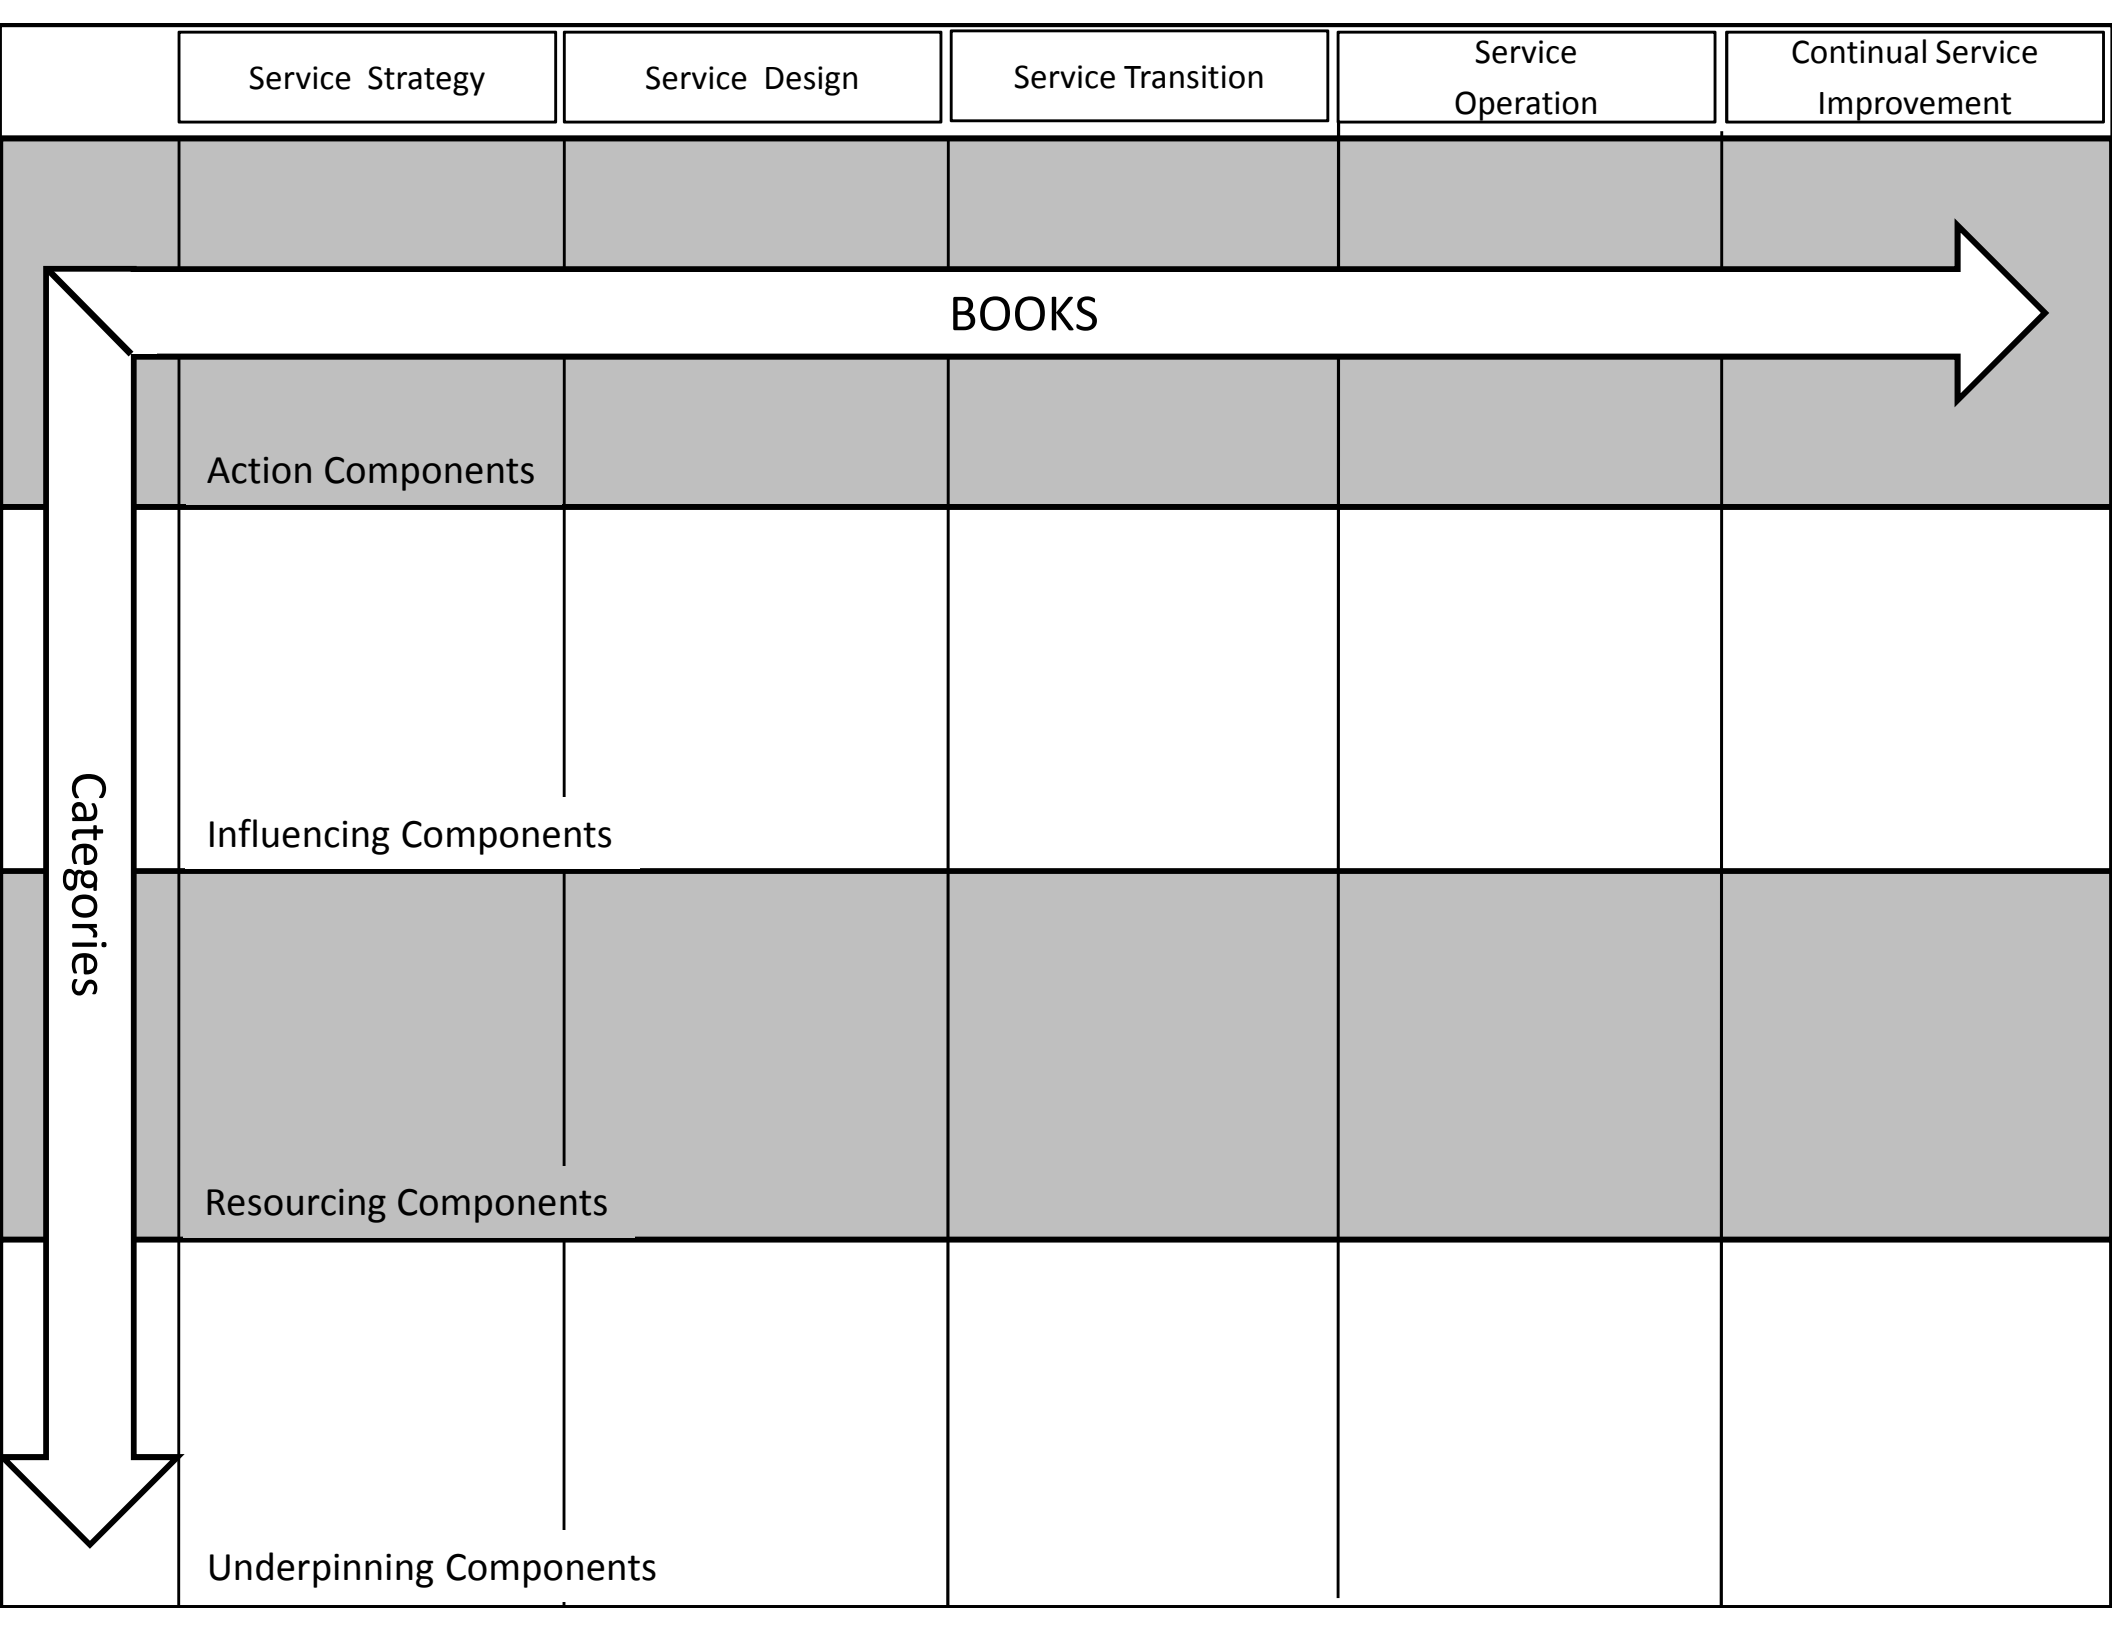 Service Strategy
Service Design
Service Transition
Service
Operation
Continual Service
Improvement
BOOKS
Action Components
Categories
Influencing Components
Resourcing Components
Underpinning Components